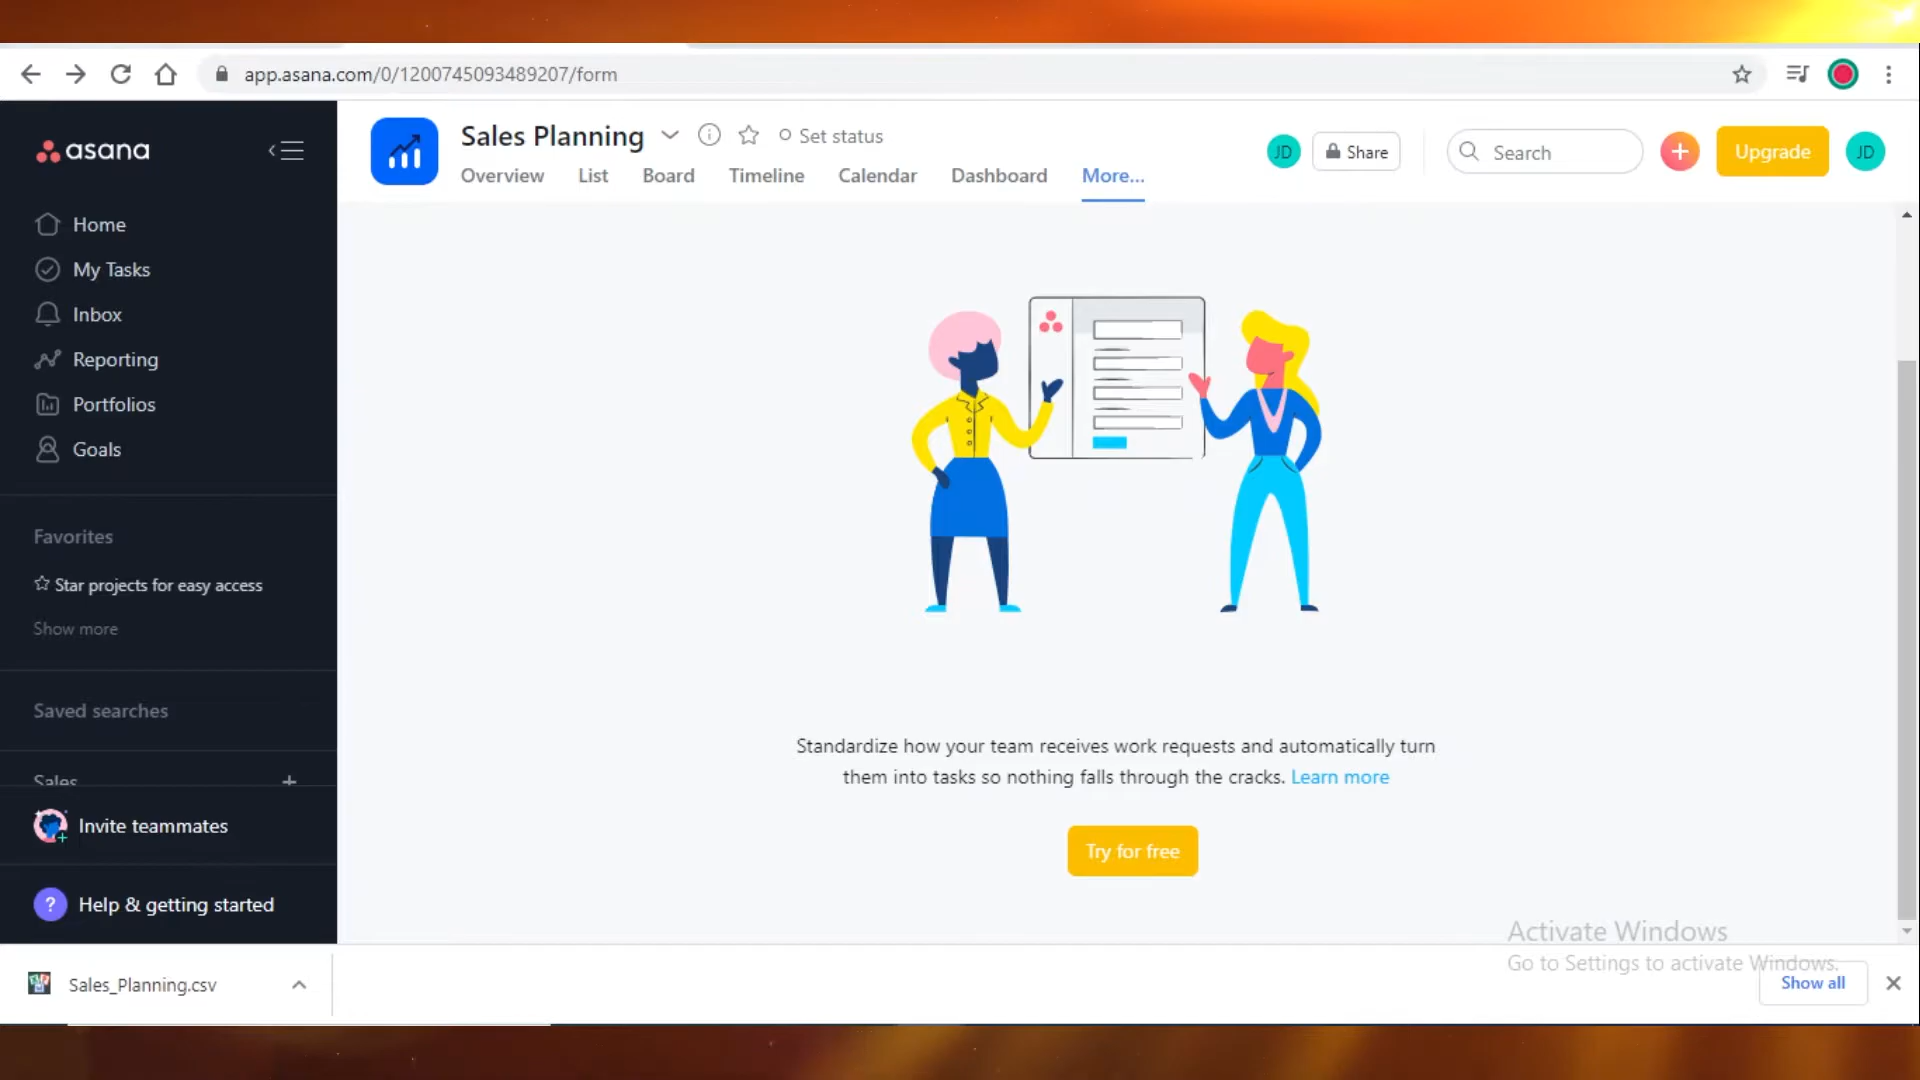 app.asana.com/0/1200745093489207/form
asana
Sales Planning
Set status
JD
Share
Search
Upgrade
JD
Overview
List
Board
Timeline
Calendar
Dashboard
More...
Home
My Tasks
Inbox
Reporting
Portfolios
Goals
Favorites
Star projects for easy access
Show more
Saved searches
Sales
Invite teammates
? Help & getting started
Standardize how your team receives work requests and automatically turn
them into tasks so nothing falls through the cracks. Learn more
Try for free
Activate Windows
Go to Settings to activate Windows.
Sales_Planning.csv
Show all